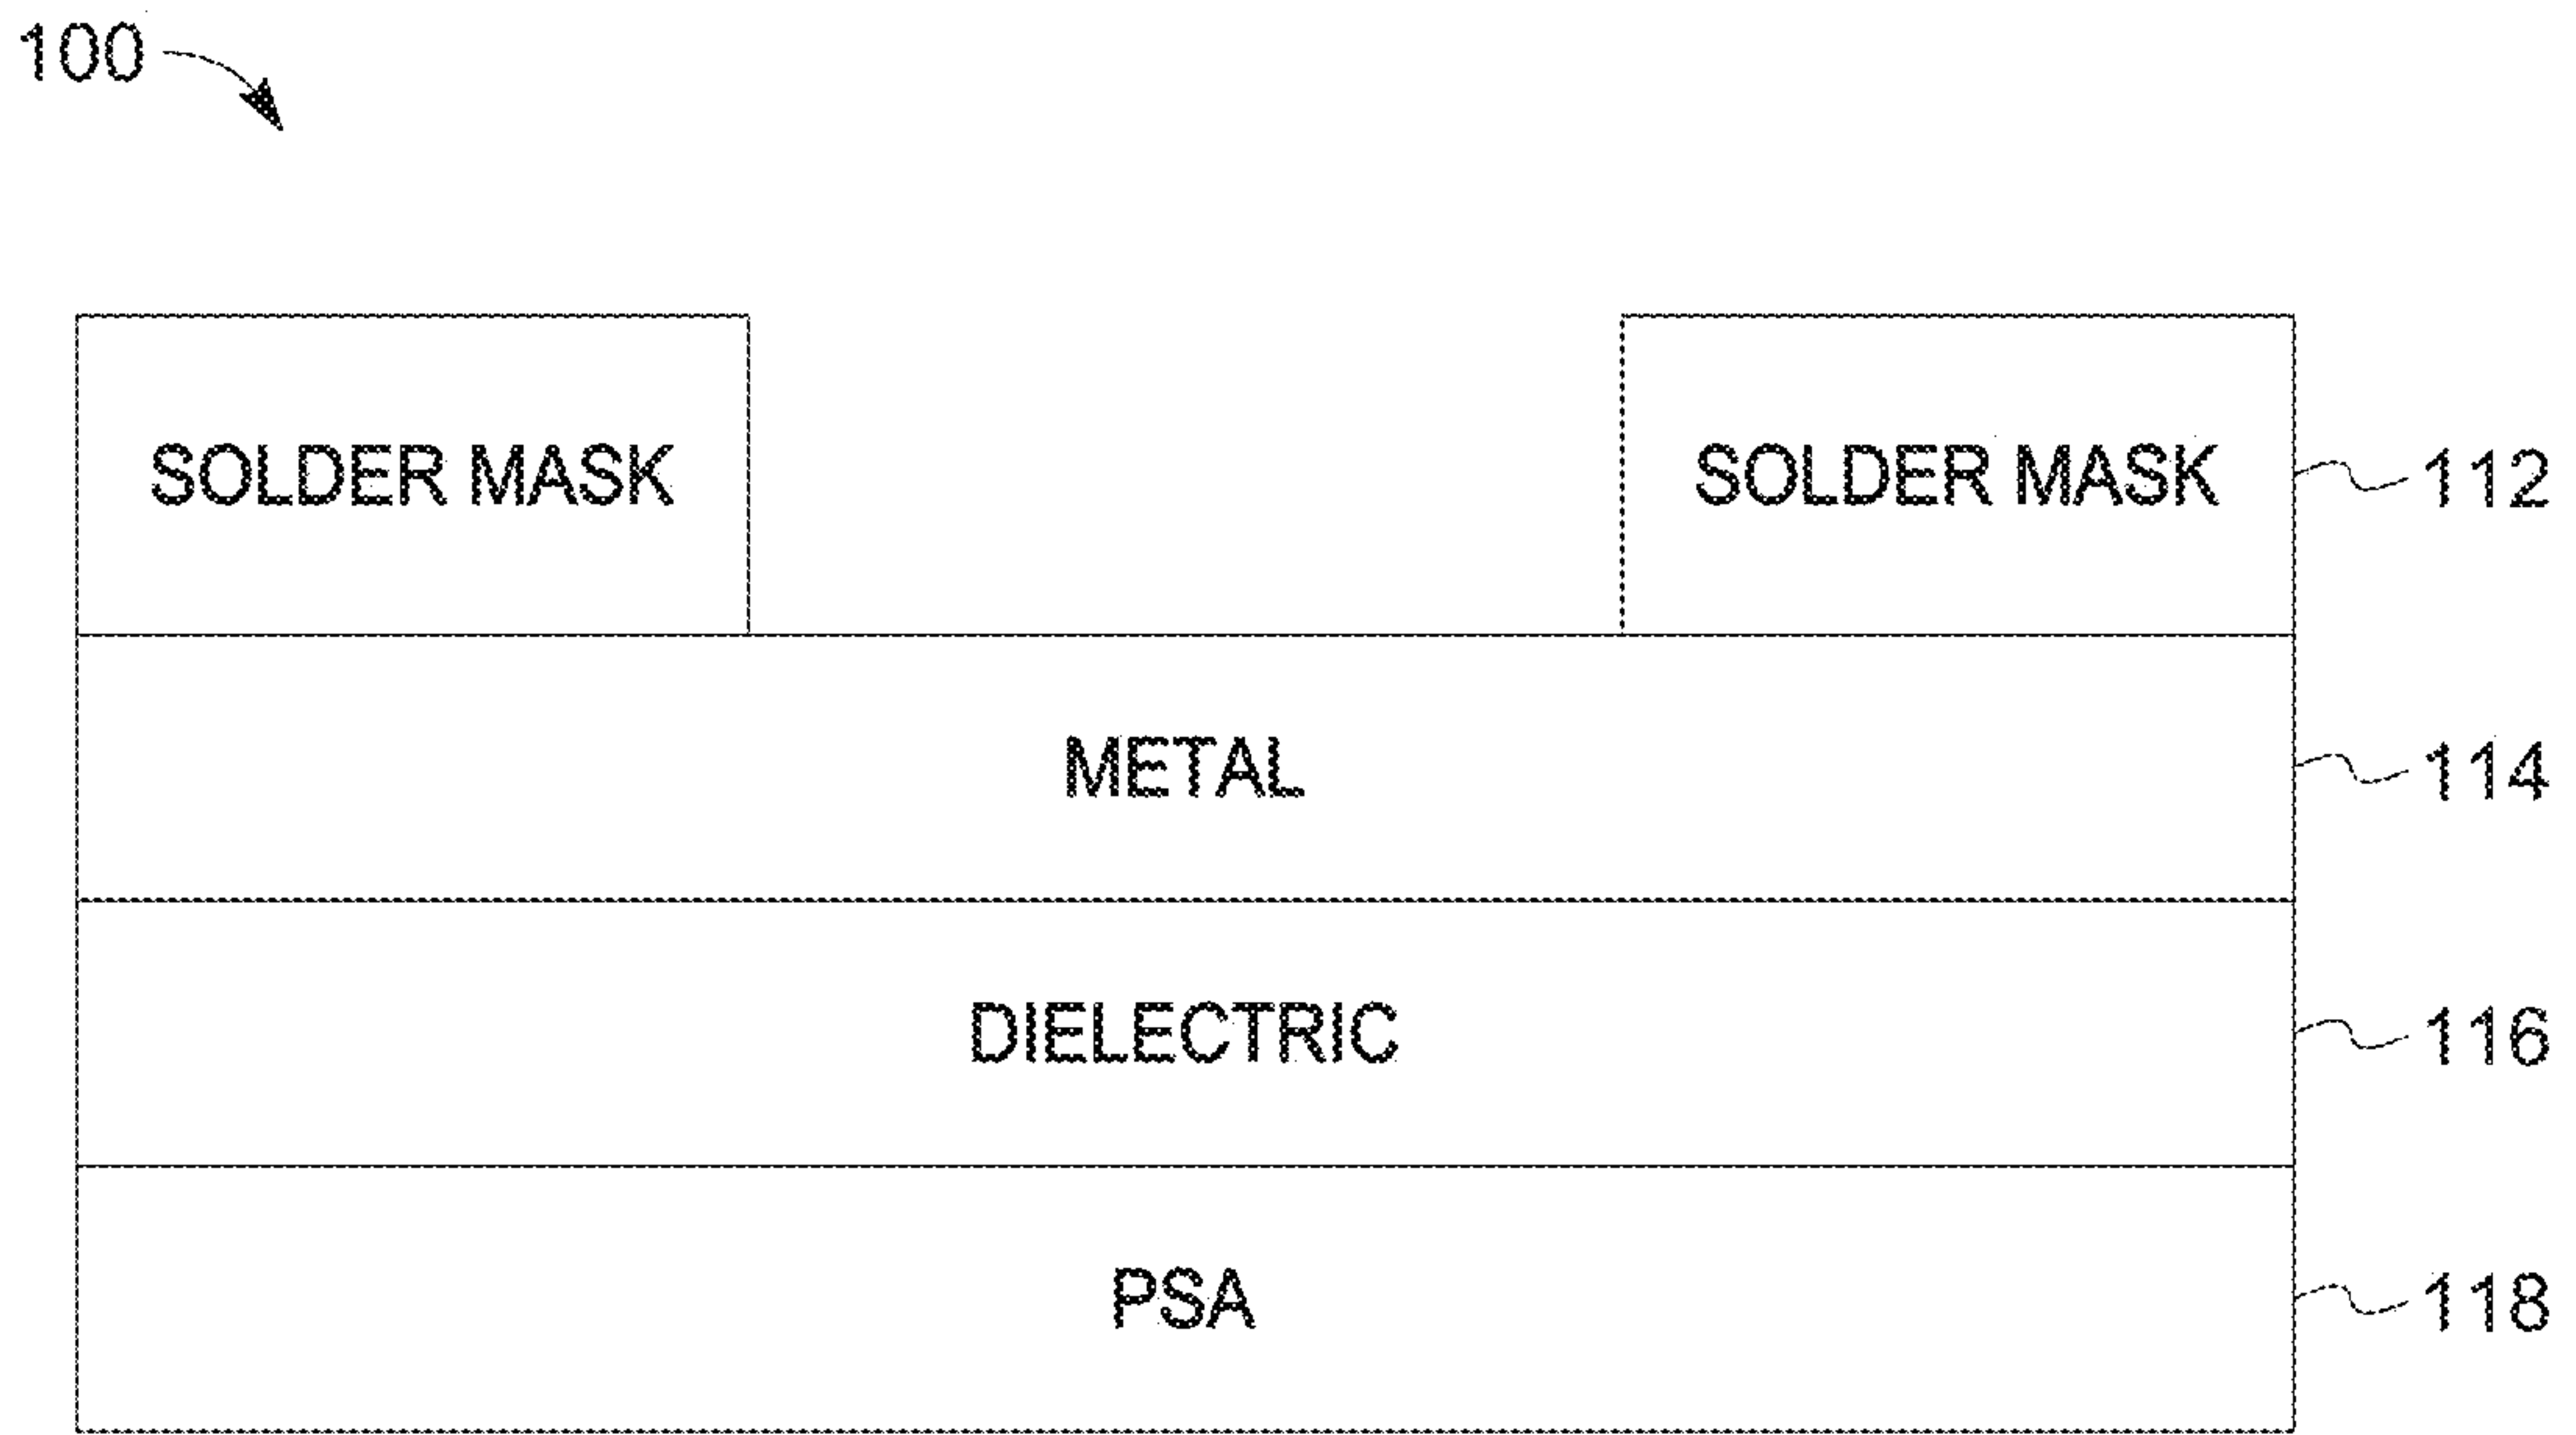 100
SOLDER MASK
SOLDER MASK
112
METAL
114
DIELECTRIC
116
PSA
118